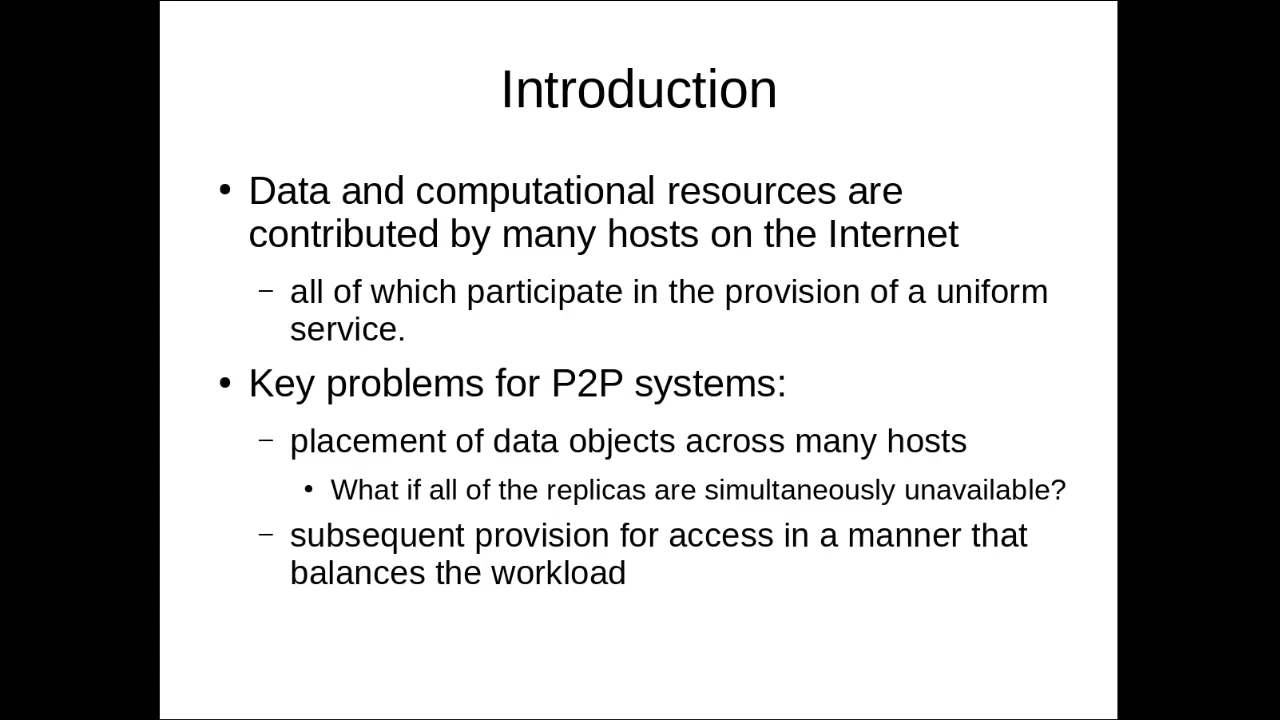 Introduction
• Data and computational resources are
contributed by many hosts on the Internet
– all of which participate in the provision of a uniform
service.
• Key problems for P2P systems:
– placement of data objects across many hosts
• What if all of the replicas are simultaneously unavailable?
– subsequent provision for access in a manner that
balances the workload